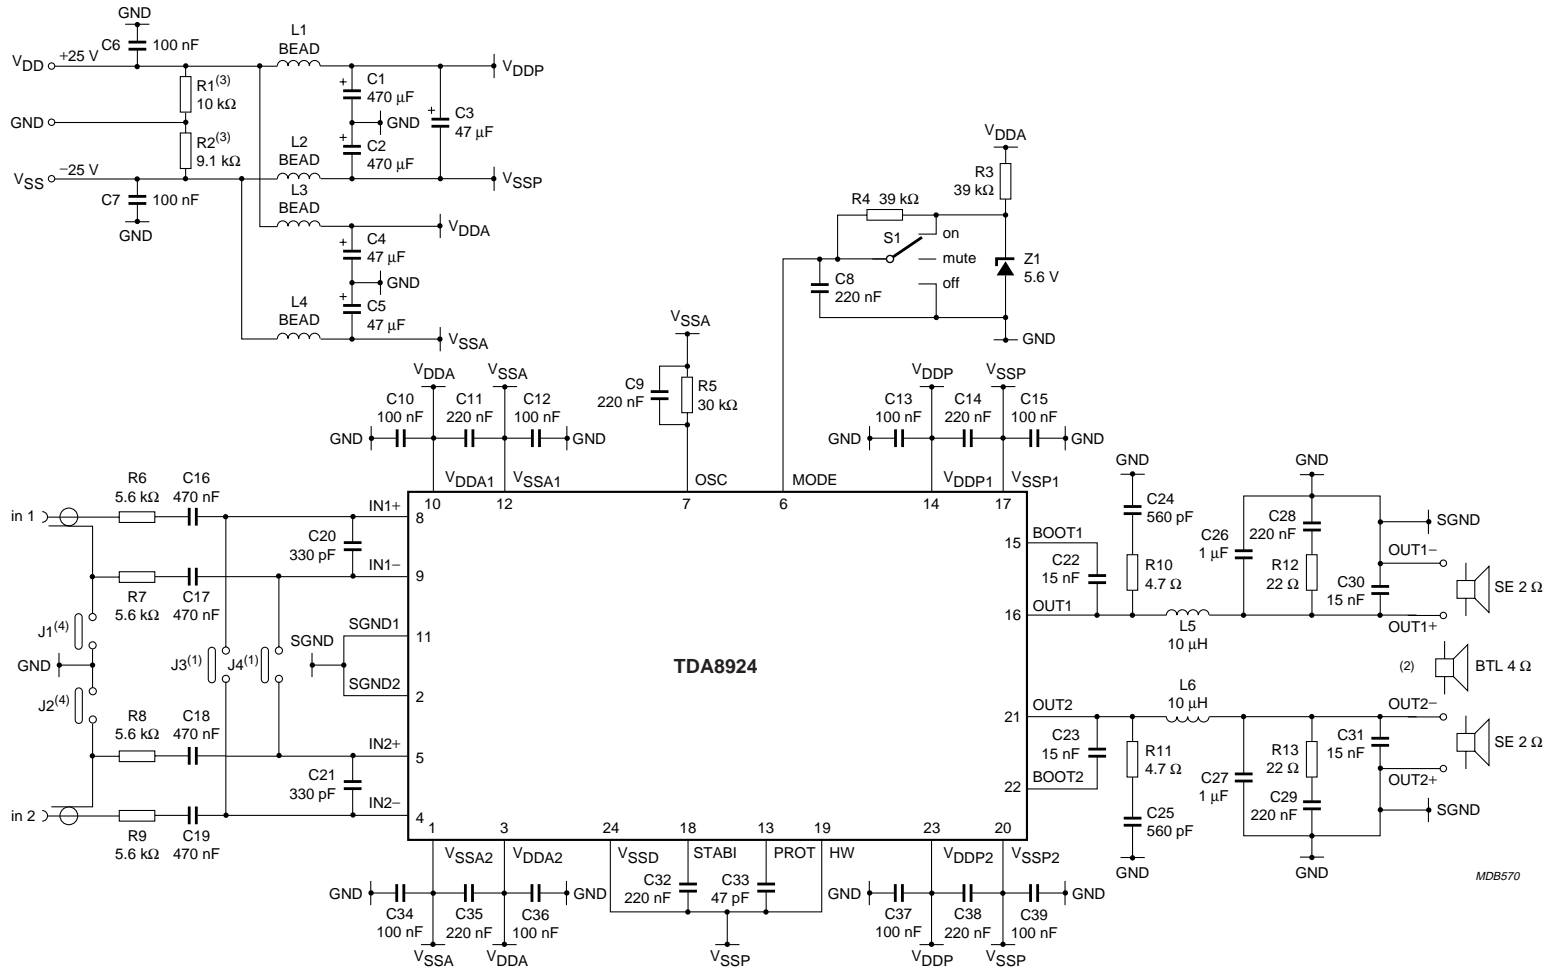 GND
C6 100 nF
VDD +25 V
L1
BEAD
VDDP
R1(3)
10 kΩ
+ C1
470 µF
GND
GND
+ C3
47 µF
R2(3)
9.1 kΩ
L2
BEAD
+ C2
470 µF
VSS −25 V
VSSP
C7 100 nF
GND
L3
BEAD
VDDA
+ C4
47 µF
GND
L4
BEAD
+ C5
47 µF
VSSA
VDDA
R3
39 kΩ
R4 39 kΩ
S1
on
mute
off
C8
220 nF
Z1
5.6 V
GND
VSSA
C9
220 nF
R5
30 kΩ
VDDA
VSSA
C10
100 nF
C11
220 nF
C12
100 nF
GND
GND
VDDP
VSSP
C13
100 nF
C14
220 nF
C15
100 nF
GND
GND
VDDA1
VSSA1
OSC
MODE
VDDP1
VSSP1
10
12
7
6
14
17
in 1
R6
5.6 kΩ
C16
470 nF
IN1+
8
C20
330 pF
IN1−
9
R7
5.6 kΩ
C17
470 nF
J1(4)
GND
J2(4)
J3(1)
J4(1)
SGND
SGND1
11
SGND2
2
R8
5.6 kΩ
C18
470 nF
IN2+
5
C21
330 pF
IN2−
4
in 2
R9
5.6 kΩ
C19
470 nF
TDA8924
15
BOOT1
C22
15 nF
16
OUT1
GND
C24
560 pF
R10
4.7 Ω
L5
10 µH
GND
C26
1 µF
C28
220 nF
R12
22 Ω
C30
15 nF
SGND
OUT1−
SE 2 Ω
OUT1+
(2)
BTL 4 Ω
21
OUT2
C23
15 nF
22
BOOT2
L6
10 µH
R11
4.7 Ω
C25
560 pF
GND
C27
1 µF
R13
22 Ω
C29
220 nF
GND
OUT2−
C31
15 nF
SE 2 Ω
OUT2+
SGND
1
3
24
18
13
19
23
20
VSSA2
VDDA2
VSSD
STABI
PROT
HW
VDDP2
VSSP2
GND
C34
100 nF
C35
220 nF
C36
100 nF
GND
VSSA
VDDA
C32
220 nF
C33
47 pF
VSSP
GND
C37
100 nF
C38
220 nF
C39
100 nF
GND
VDDP
VSSP
MDB570